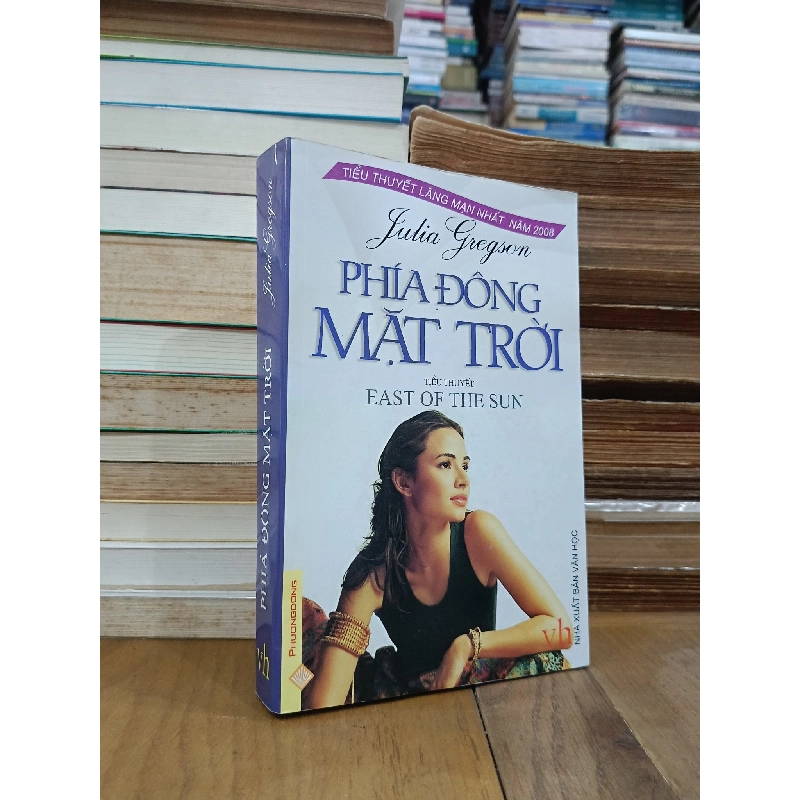 TIỂU THUYẾT LÃNG MẠN NHẤT NĂM 2008
Julia Gregson
PHÍA ĐÔNG
MẶT TRỜI
TIỂU THUYẾT
EAST OF THE SUN
NHÀ XUẤT BẢN VĂN HỌC
vh
PHUONGDONG
Julia Gregson
PHÍA ĐÔNG MẶT TRỜI
vh